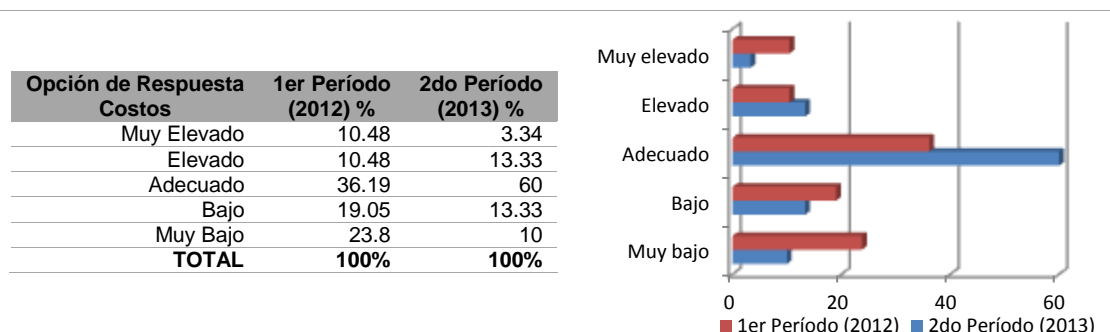 Opción de Respuesta Costos 1er Período (2012) % 2do Período (2013) %
Muy Elevado 10.48 3.34
Elevado 10.48 13.33
Adecuado 36.19 60
Bajo 19.05 13.33
Muy Bajo 23.8 10
TOTAL 100% 100%
Muy elevado
Elevado
Adecuado
Bajo
Muy bajo
0 20 40 60
1er Período (2012) 2do Período (2013)